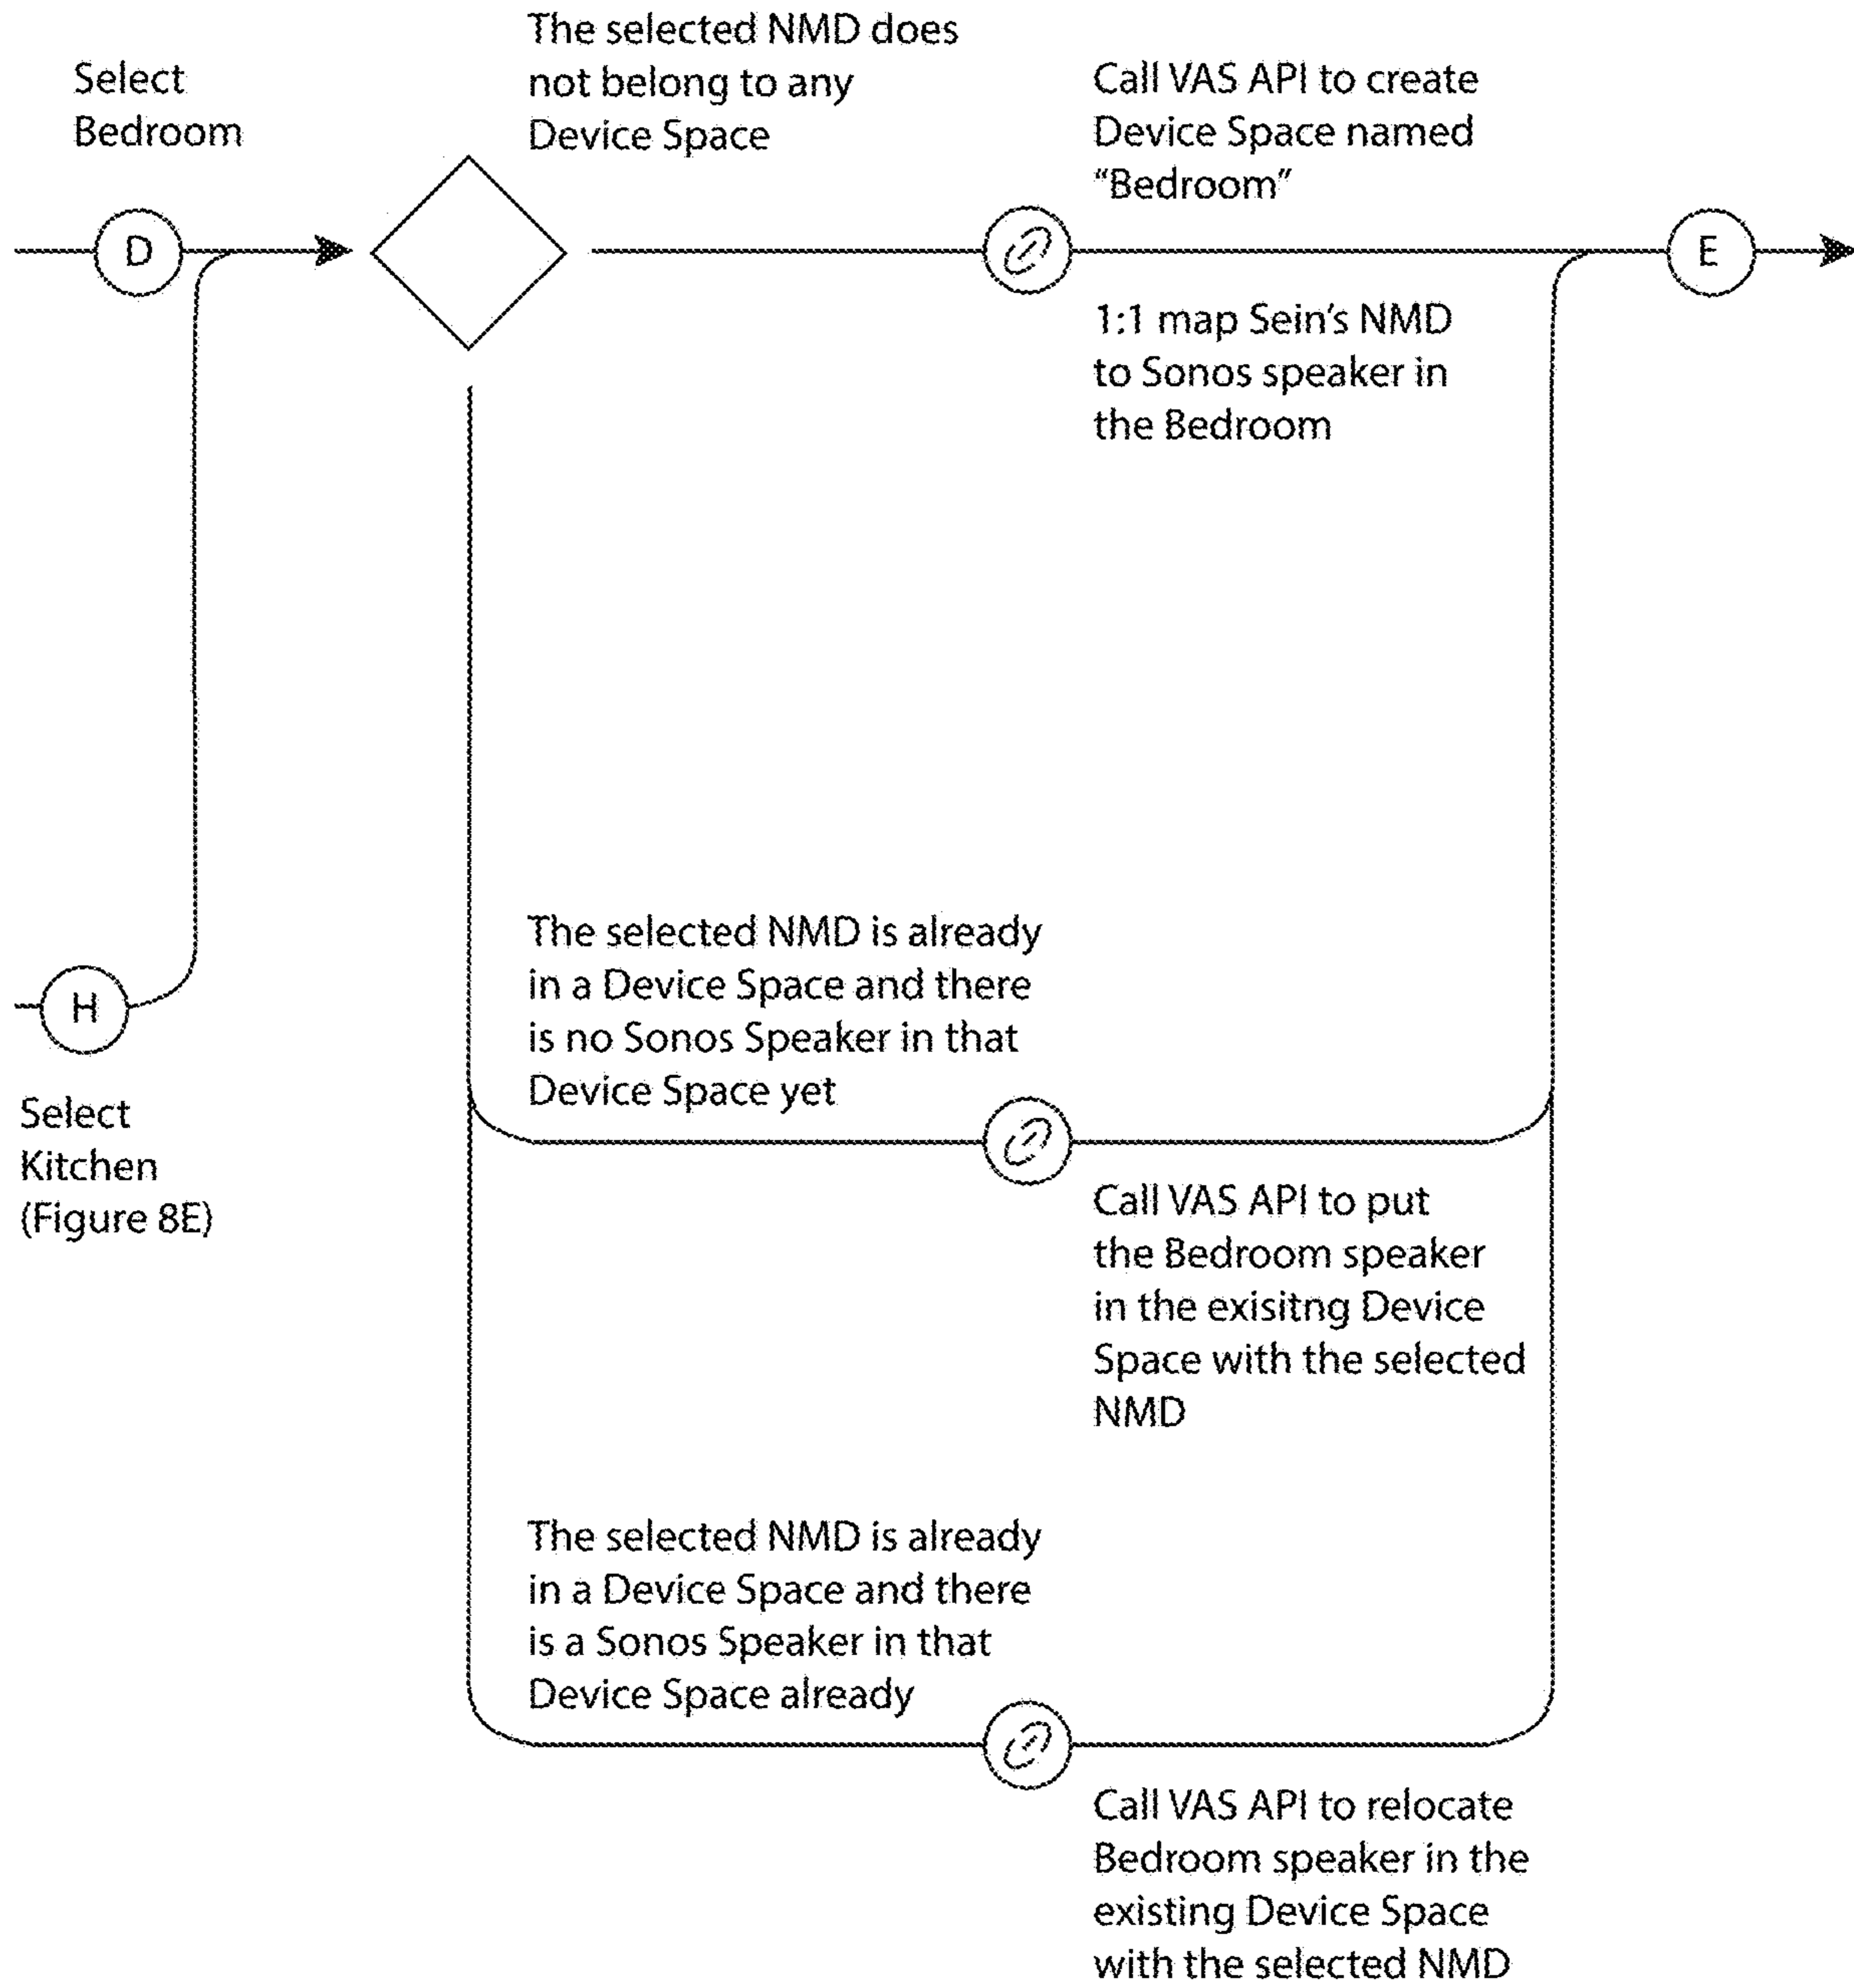 Select
Bedroom
The selected NMD does
not belong to any
Device Space
Call VAS API to create
Device Space named
“Bedroom”
D
E
1:1 map Sein’s NMD
to Sonos speaker in
the Bedroom
The selected NMD is already
in a Device Space and there
is no Sonos Speaker in that
Device Space yet
H
Select
Kitchen
(Figure 8E)
Call VAS API to put
the Bedroom speaker
in the exisitng Device
Space with the selected
NMD
The selected NMD is already
in a Device Space and there
is a Sonos Speaker in that
Device Space already
Call VAS API to relocate
Bedroom speaker in the
existing Device Space
with the selected NMD